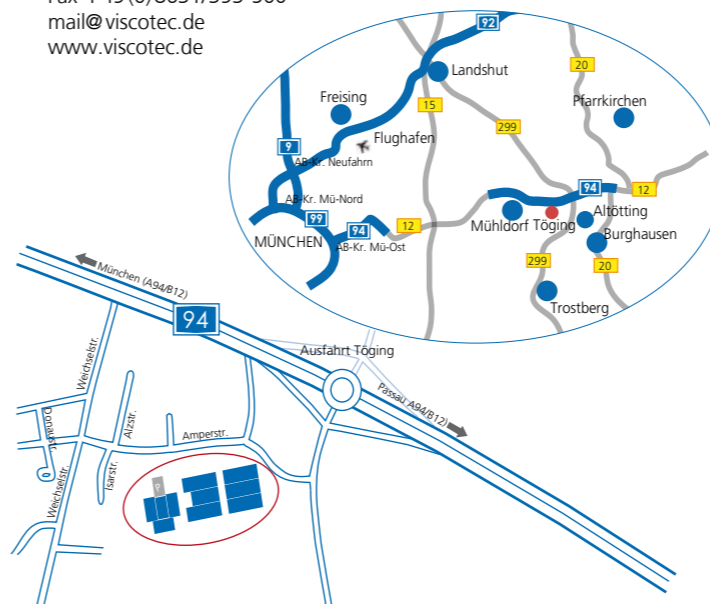 mail@viscotec.de
www.viscotec.de
92
Landshut
20
Freising
Pfarrkirchen
15
299
Flughafen
9
AB-Kr. Neufahrn
94
12
AB-Kr. Mü-Nord
99
Altötting
94
12
Mühldorf
Töging
MÜNCHEN
AB-Kr. Mü-Ost
Burghausen
299
20
Trostberg
München (A94/B12)
94
Ausfahrt Töging
Weichselstr.
Passau A94/B12)
Donaustr.
Alzstr.
Amperstr.
Isarstr.
Weichselstr.
P